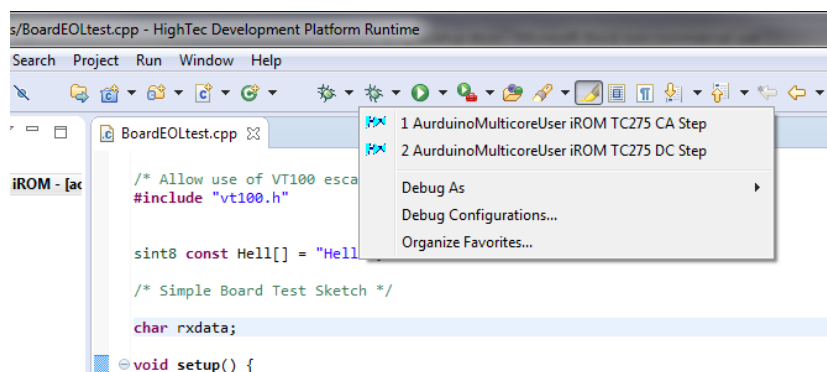 s/BoardEOLtest.cpp - HighTec Development Platform Runtime
Search Project Run Window Help
BoardEOLtest.cpp
1 AurduinoMulticoreUser iROM TC275 CA Step
2 AurduinoMulticoreUser iROM TC275 DC Step
Debug As
Debug Configurations...
Organize Favorites...
iROM - [ac
/* Allow use of VT100 esca
#include "vt100.h"
sint8 const Hell[] = "Hell
/* Simple Board Test Sketch */
char rxdata;
void setup() {